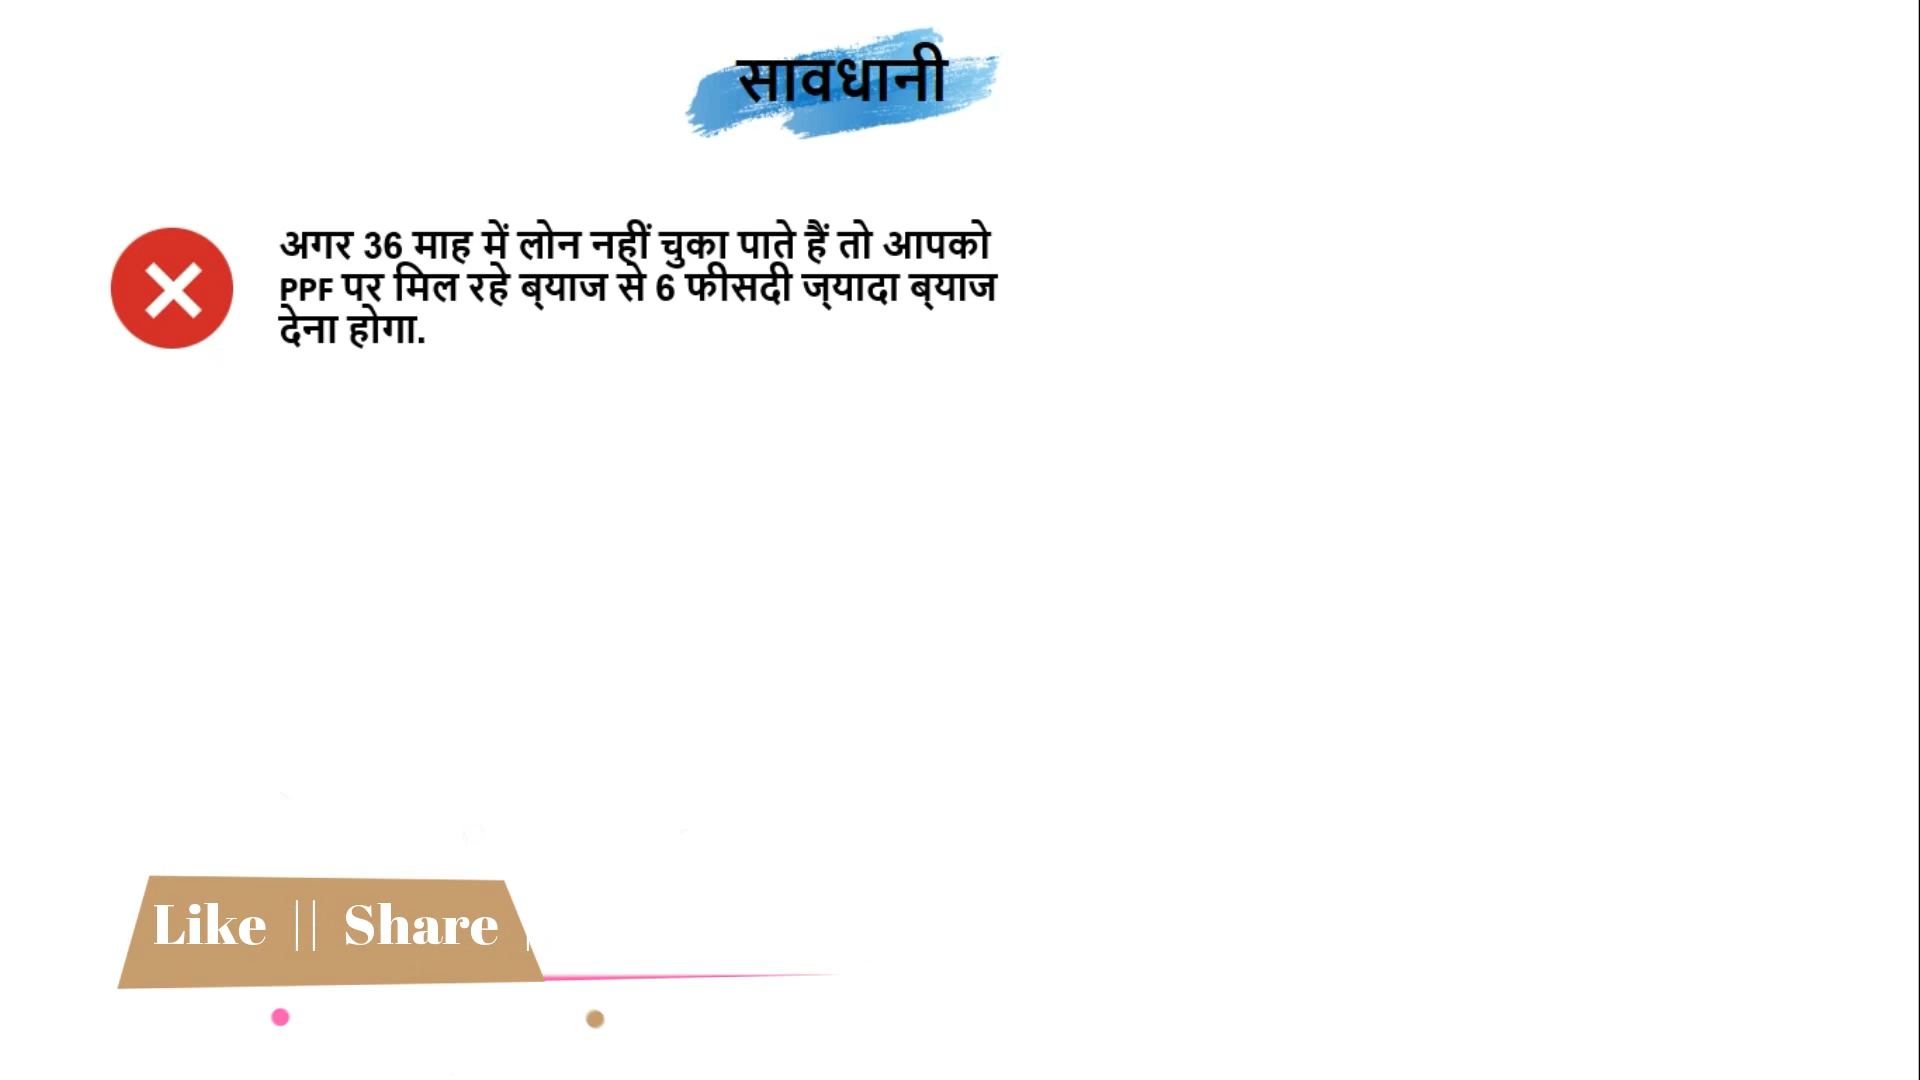 सावधानी
अगर 36 माह में लोन नहीं चुका पाते हैं तो आपको
PPF पर मिल रहे ब्याज से 6 फीसदी ज्यादा ब्याज
देना होगा.
Like || Share |